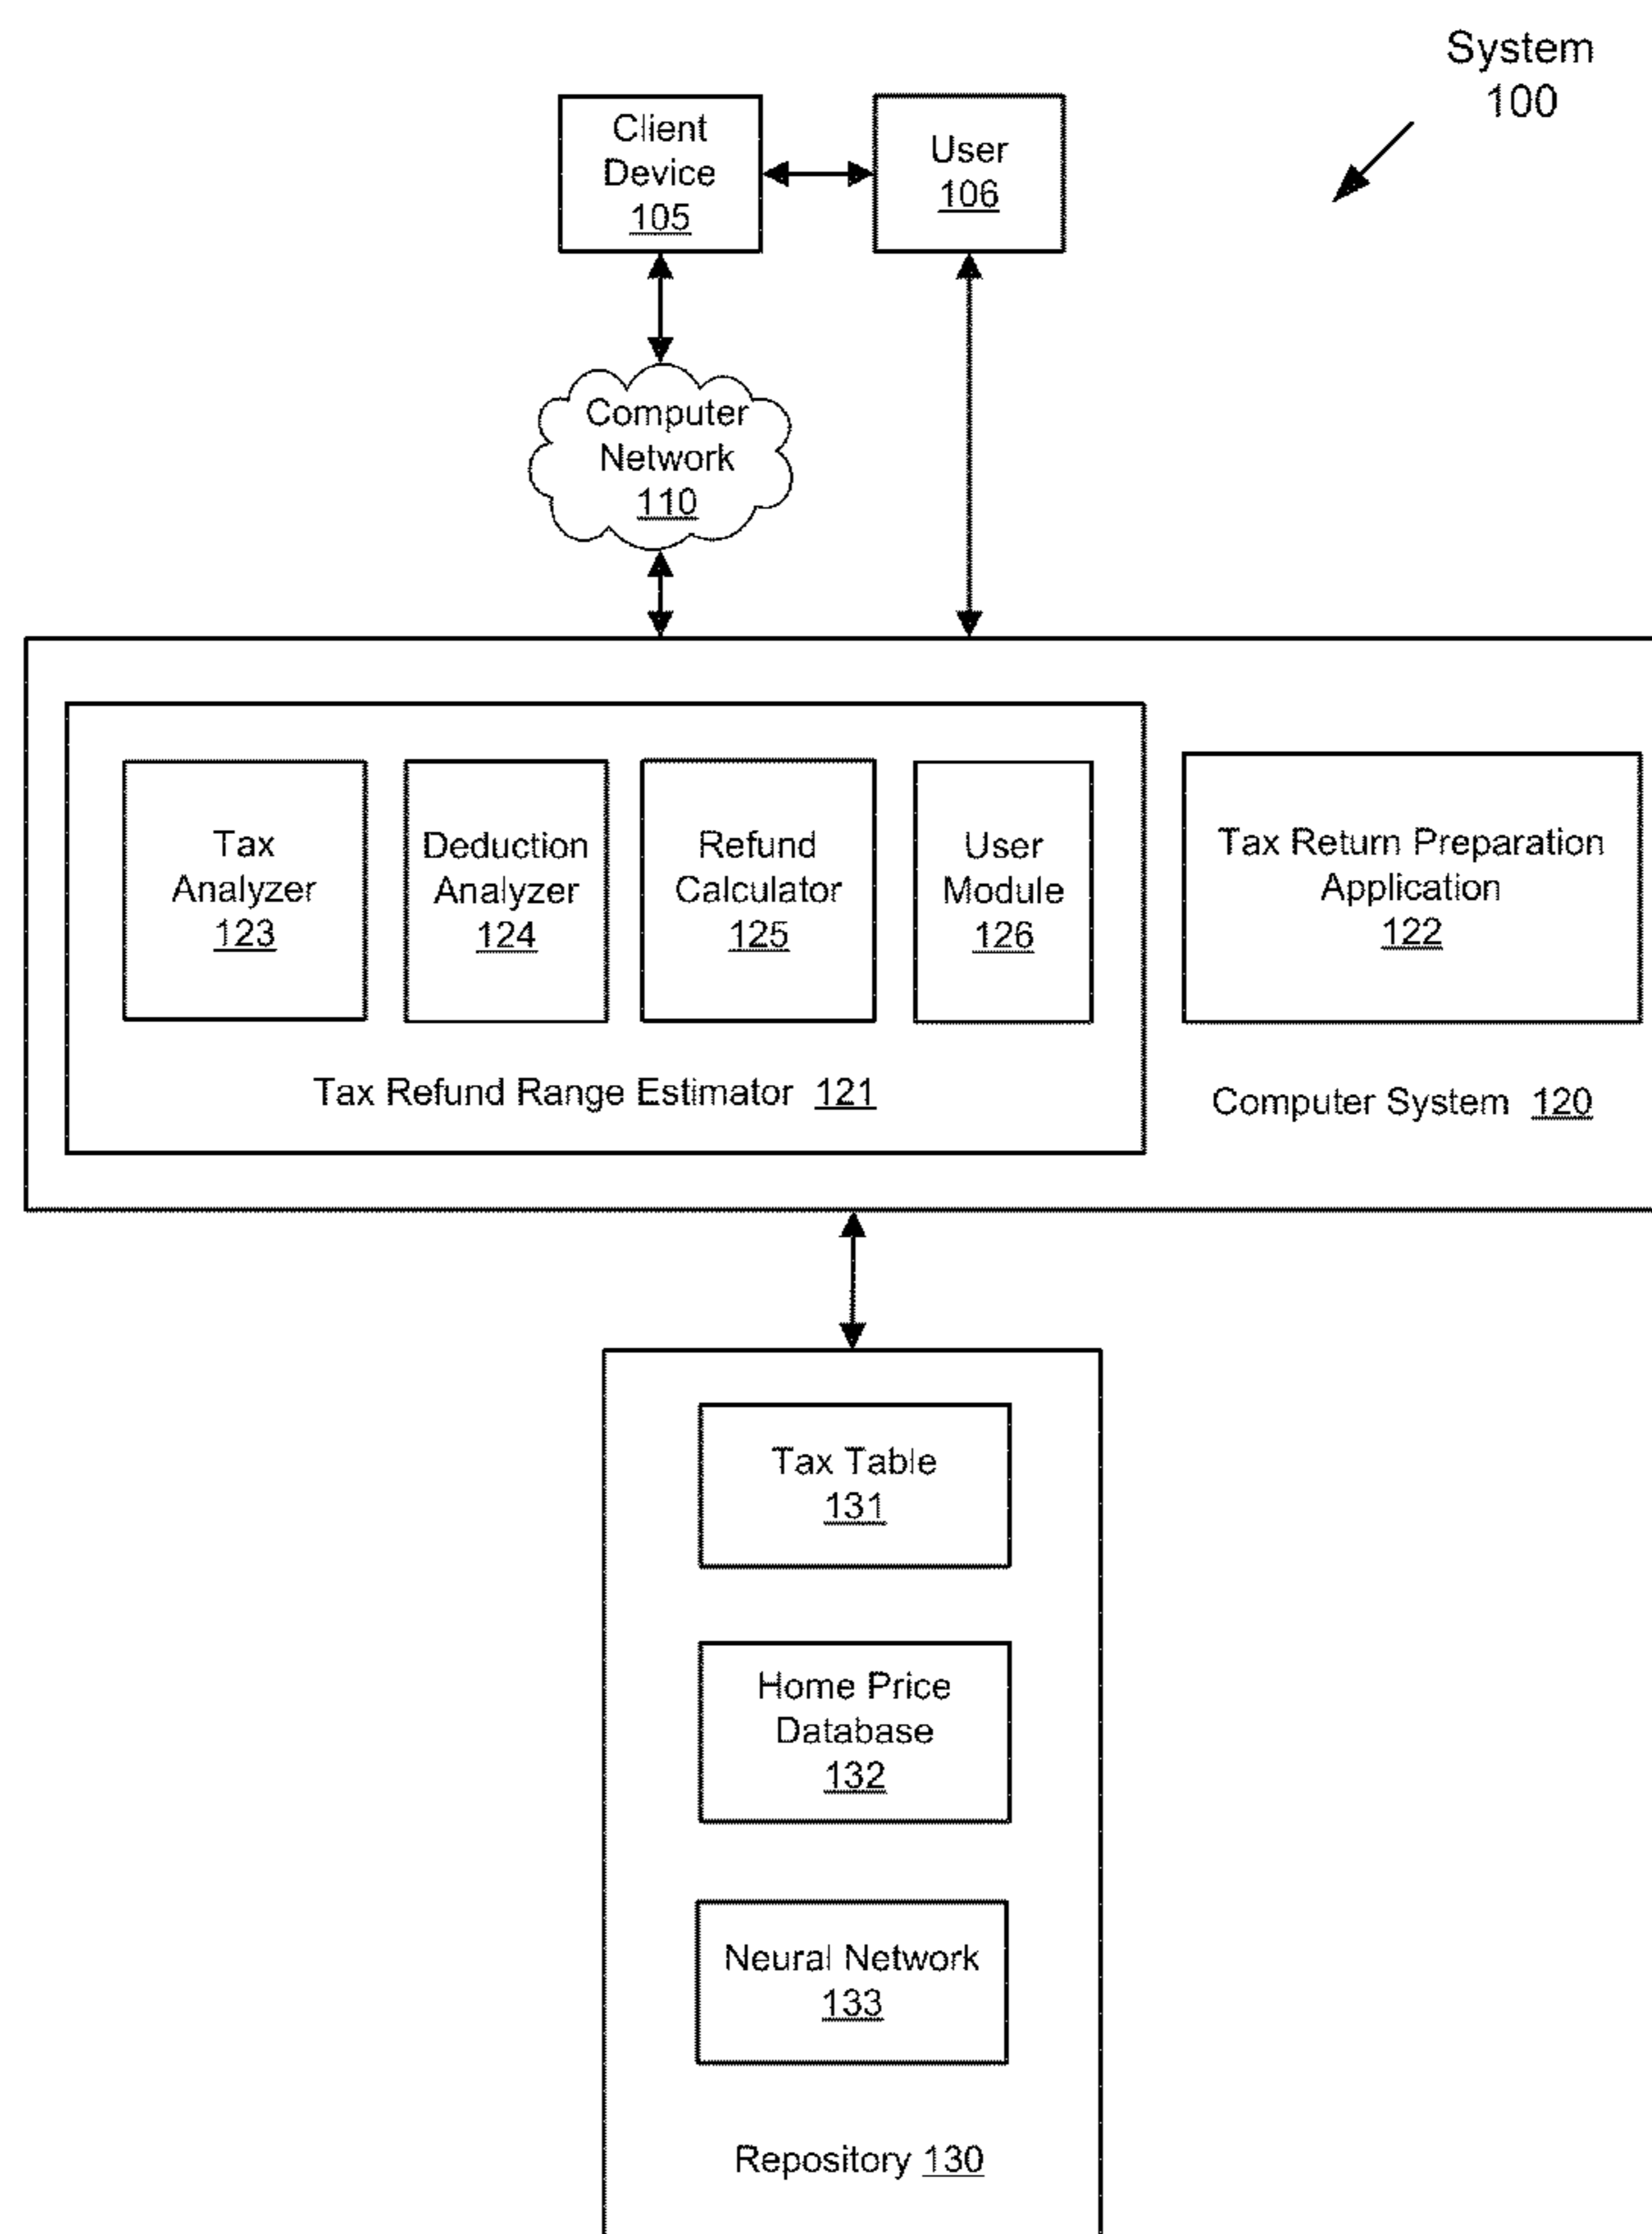 System
100
Client
Device
105
User
106
Computer
Network
110
Tax
Analyzer
123
Deduction
Analyzer
124
Refund
Calculator
125
User
Module
126
Tax Return Preparation
Application
122
Tax Refund Range Estimator 121
Computer System 120
Tax Table
131
Home Price
Database
132
Neural Network
133
Repository 130